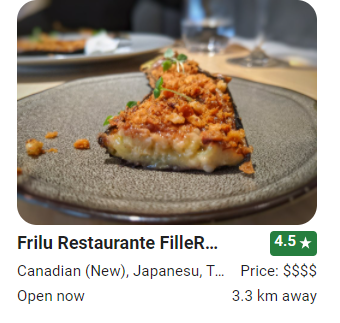 Frilu Restaurante FilleR... 4.5 ★
Canadian (New), Japanesu, T... Price: $$$$
Open now 3.3 km away